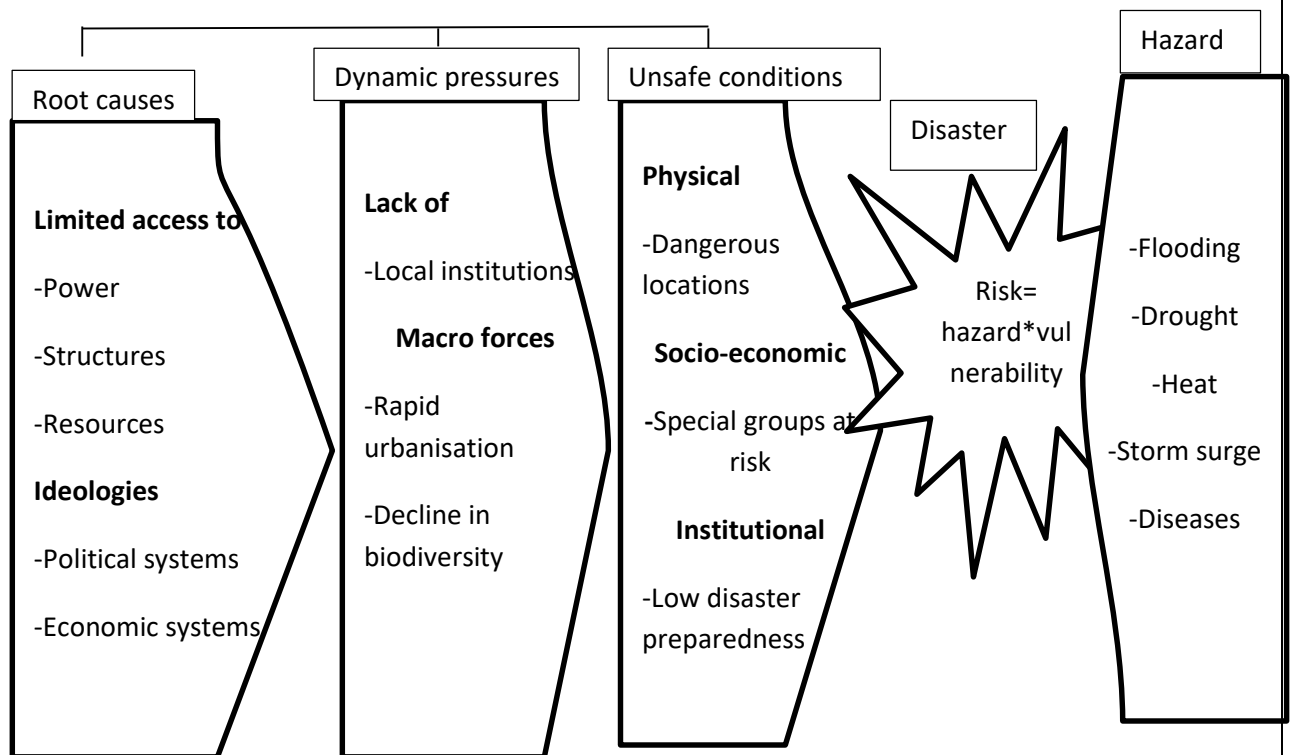 Root causes
Limited access to
-Power
-Structures
-Resources
Ideologies
-Political systems
-Economic systems
Dynamic pressures
Lack of
-Local institutions
Macro forces
-Rapid
urbanisation
-Decline in
biodiversity
Unsafe conditions
Physical
-Dangerous
locations
Socio-economic
-Special groups at
risk
Institutional
-Low disaster
preparedness
Disaster
Risk=
hazard*vul
nerability
Hazard
-Flooding
-Drought
-Heat
-Storm surge
-Diseases